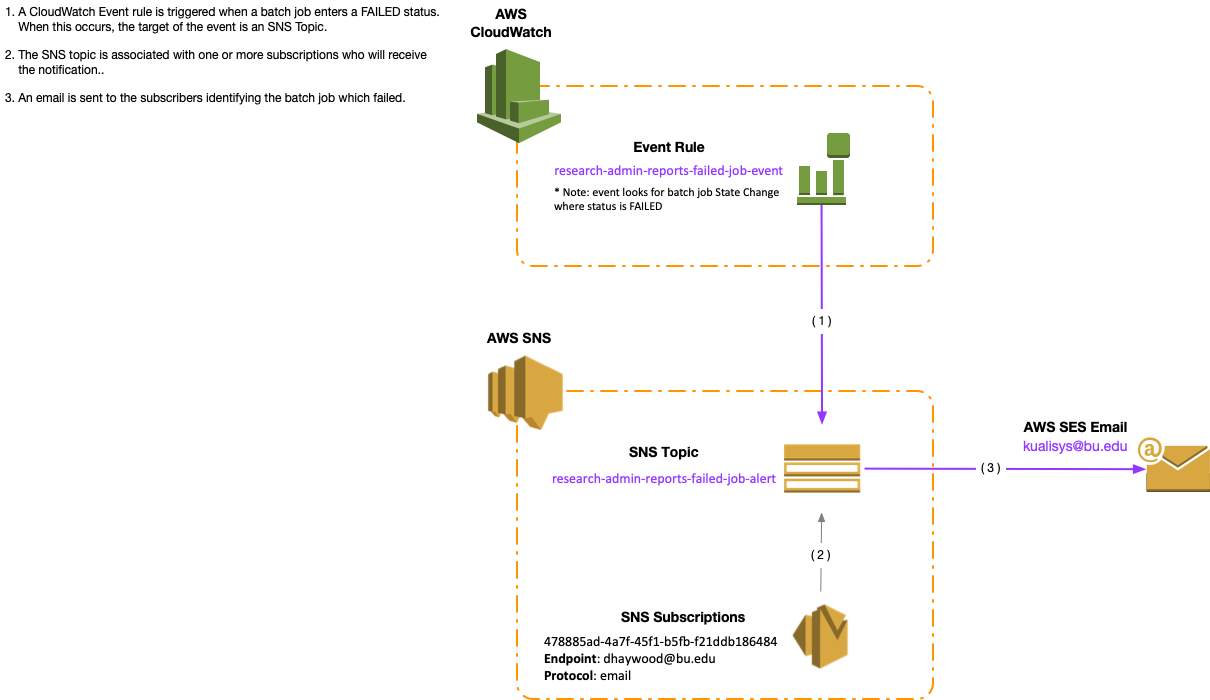 1. A CloudWatch Event rule is triggered when a batch job enters a FAILED status.
When this occurs, the target of the event is an SNS Topic.
2. The SNS topic is associated with one or more subscriptions who will receive
the notification..
3. An email is sent to the subscribers identifying the batch job which failed.
AWS
CloudWatch
Event Rule
research-admin-reports-failed-job-event
* Note: event looks for batch job State Change
where status is FAILED
( 1 )
AWS SNS
SNS Topic
research-admin-reports-failed-job-alert
( 3 )
AWS SES Email
kualisys@bu.edu
@
( 2 )
SNS Subscriptions
478885ad-4a7f-45f1-b5fb-f21ddb186484
Endpoint: dhaywood@bu.edu
Protocol: email